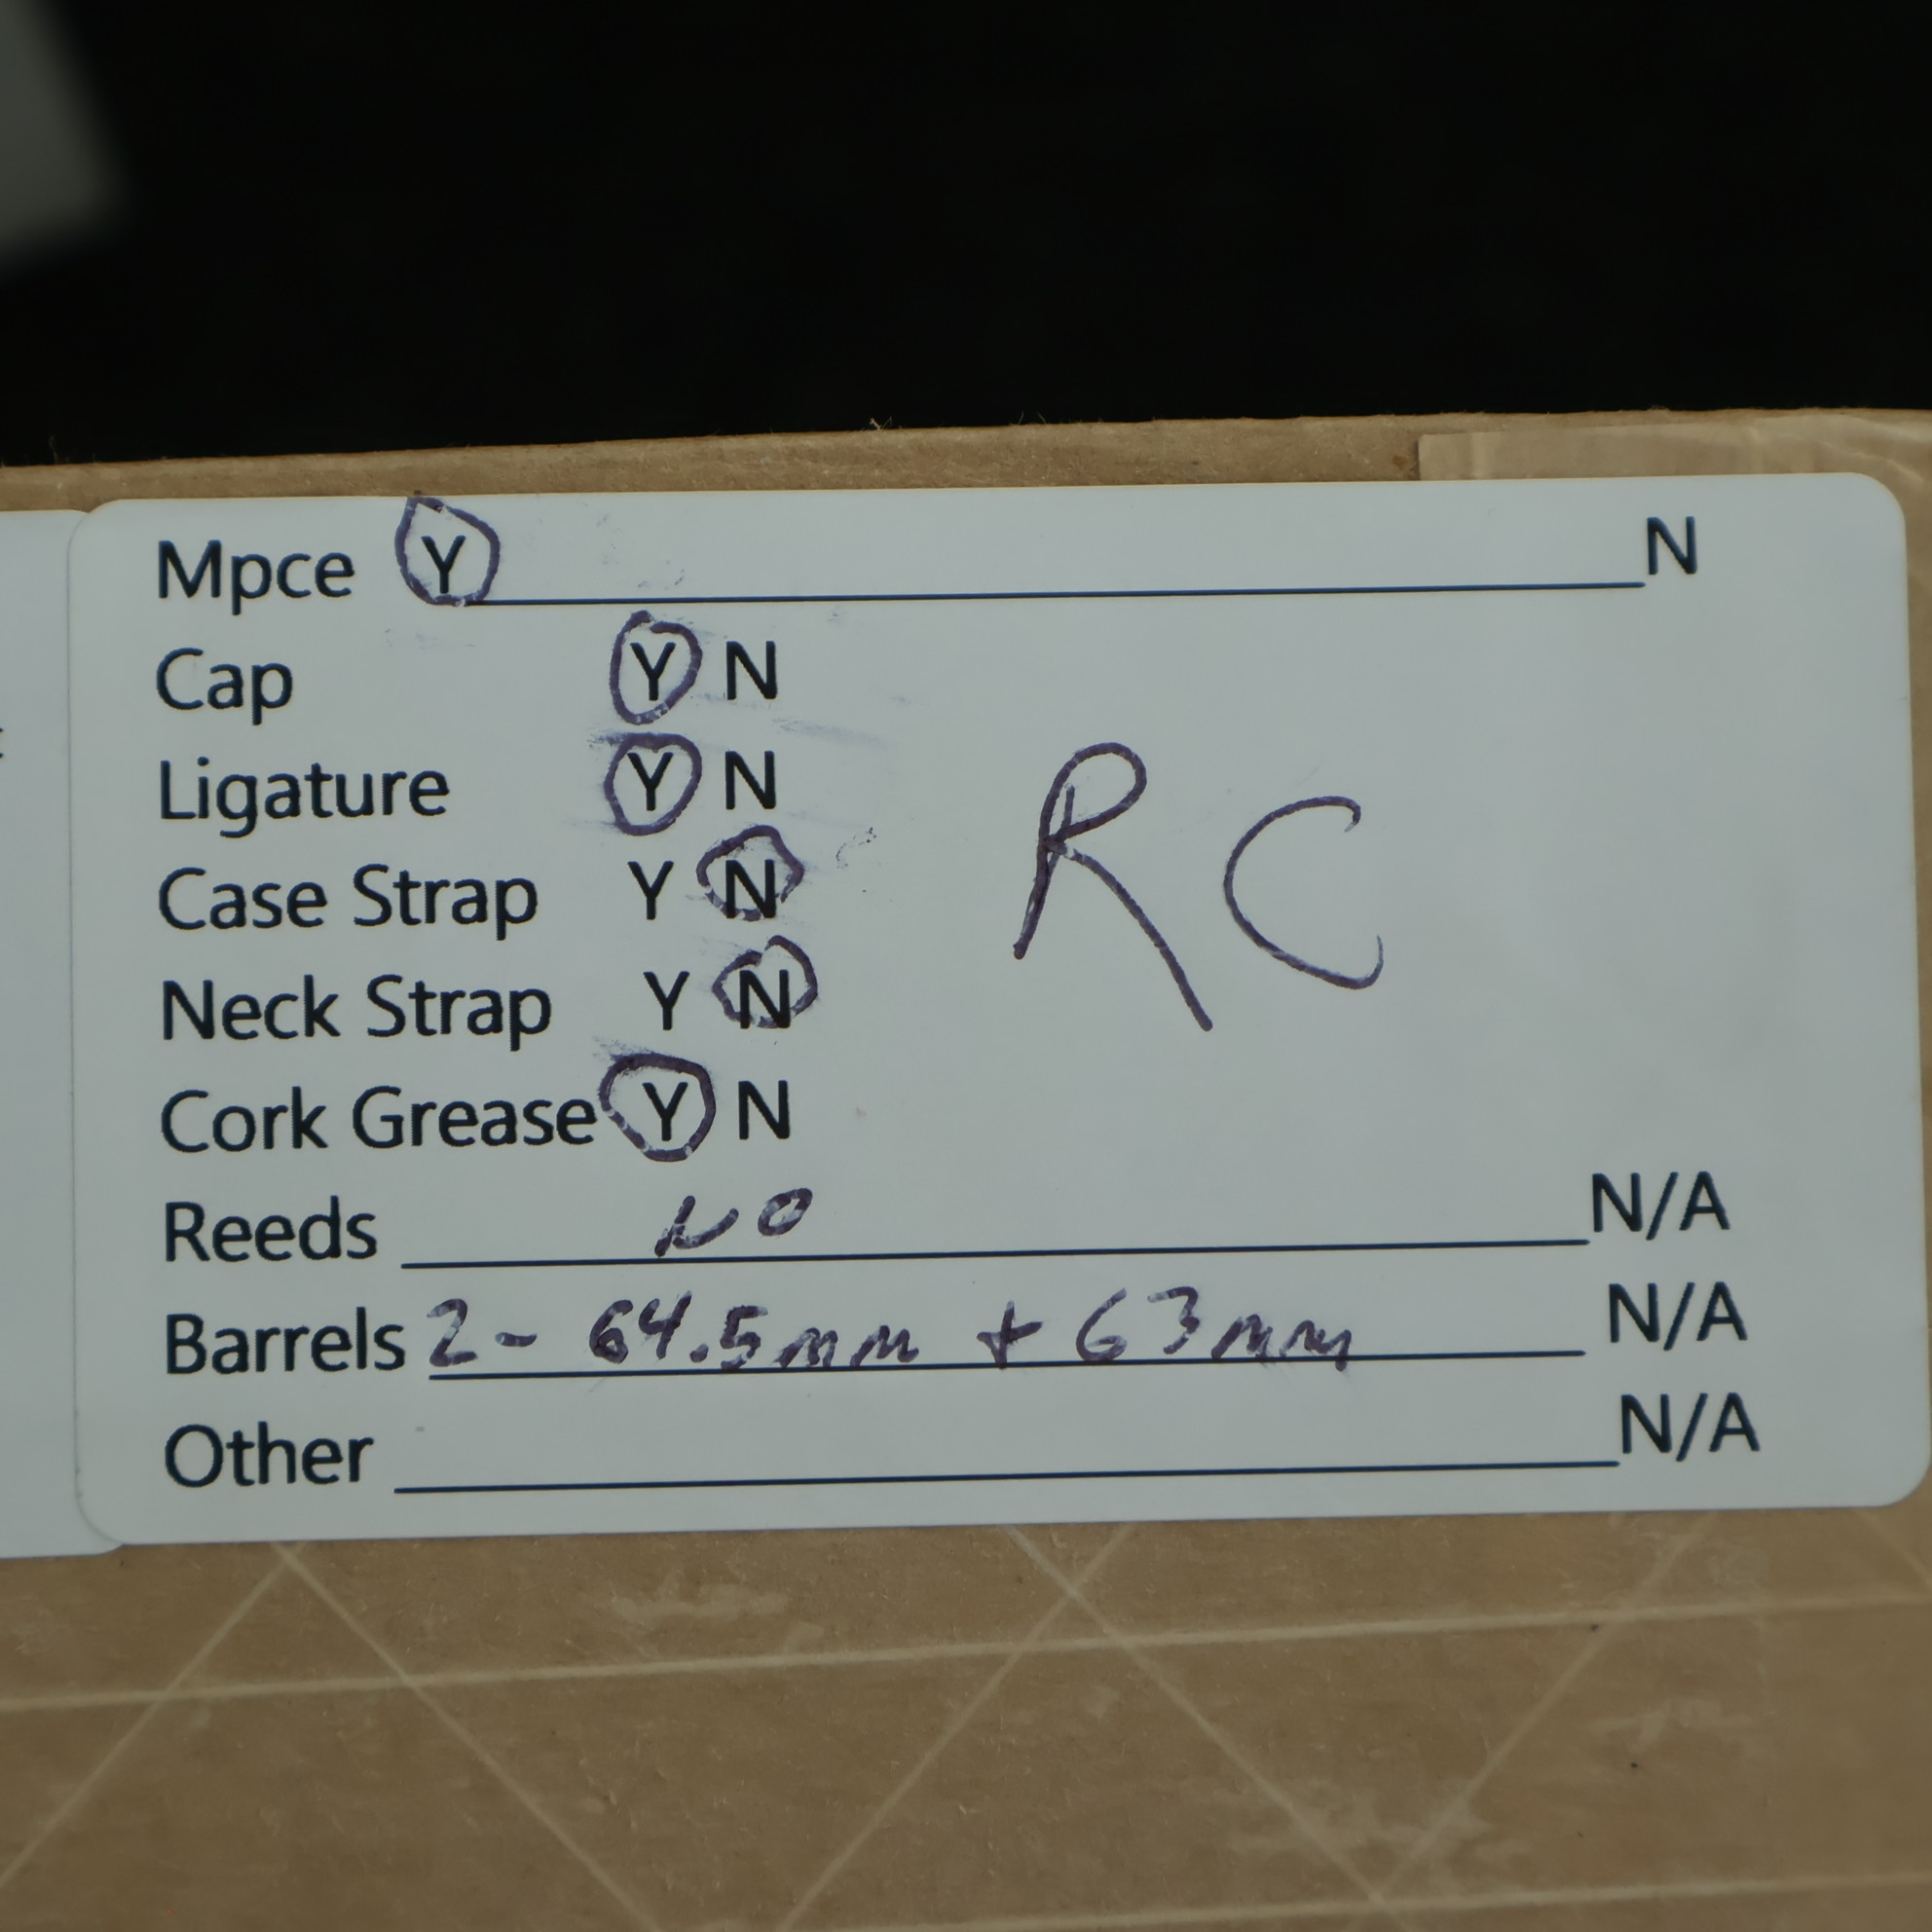 Mpce Y N
Cap Y N
Ligature Y N
RC
Case Strap Y N
Neck Strap Y N
Cork Grease Y N
Reeds NO N/A
Barrels 2 - 64.5mm + 63mm N/A
Other N/A